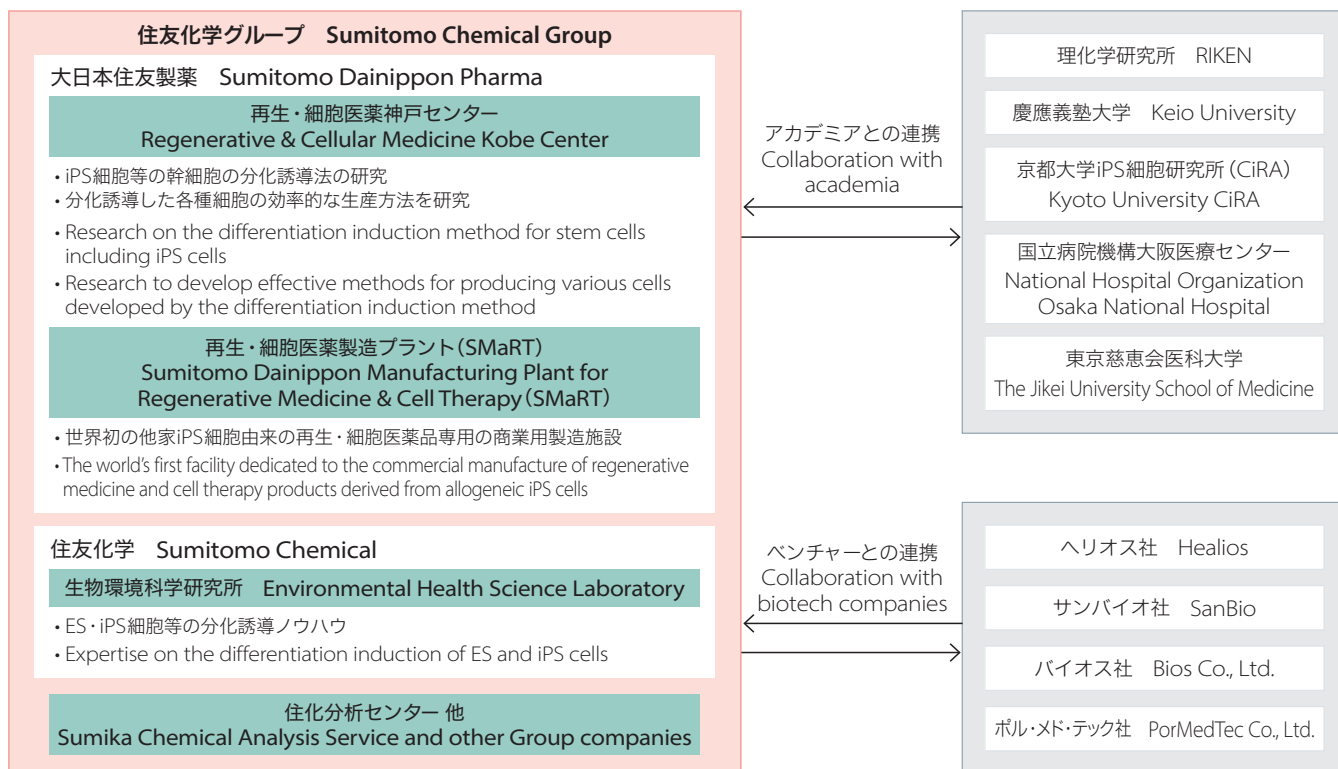 住友化学グループ Sumitomo Chemical Group
大日本住友製薬 Sumitomo Dainippon Pharma
再生・細胞医薬神戸センター
Regenerative & Cellular Medicine Kobe Center
• iPS細胞等の幹細胞の分化誘導法の研究
• 分化誘導した各種細胞の効率的な生産方法を研究
• Research on the differentiation induction method for stem cells
including iPS cells
• Research to develop effective methods for producing various cells
developed by the differentiation induction method
再生・細胞医薬製造プラント(SMaRT)
Sumitomo Dainippon Manufacturing Plant for
Regenerative Medicine & Cell Therapy(SMaRT)
• 世界初の他家iPS細胞由来の再生・細胞医薬品専用の商業用製造施設
• The world's first facility dedicated to the commercial manufacture of regenerative
medicine and cell therapy products derived from allogeneic iPS cells
住友化学 Sumitomo Chemical
生物環境科学研究所 Environmental Health Science Laboratory
• ES・iPS細胞等の分化誘導ノウハウ
• Expertise on the differentiation induction of ES and iPS cells
住化分析センター 他
Sumika Chemical Analysis Service and other Group companies
アカデミアとの連携
Collaboration with
academia
ベンチャーとの連携
Collaboration with
biotech companies
理化学研究所 RIKEN
慶應義塾大学 Keio University
京都大学iPS細胞研究所(CiRA)
Kyoto University CiRA
国立病院機構大阪医療センター
National Hospital Organization
Osaka National Hospital
東京慈恵会医科大学
The Jikei University School of Medicine
ヘリオス社 Healios
サンバイオ社 SanBio
バイオス社 Bios Co., Ltd.
ポル・メド・テック社 PorMedTec Co., Ltd.